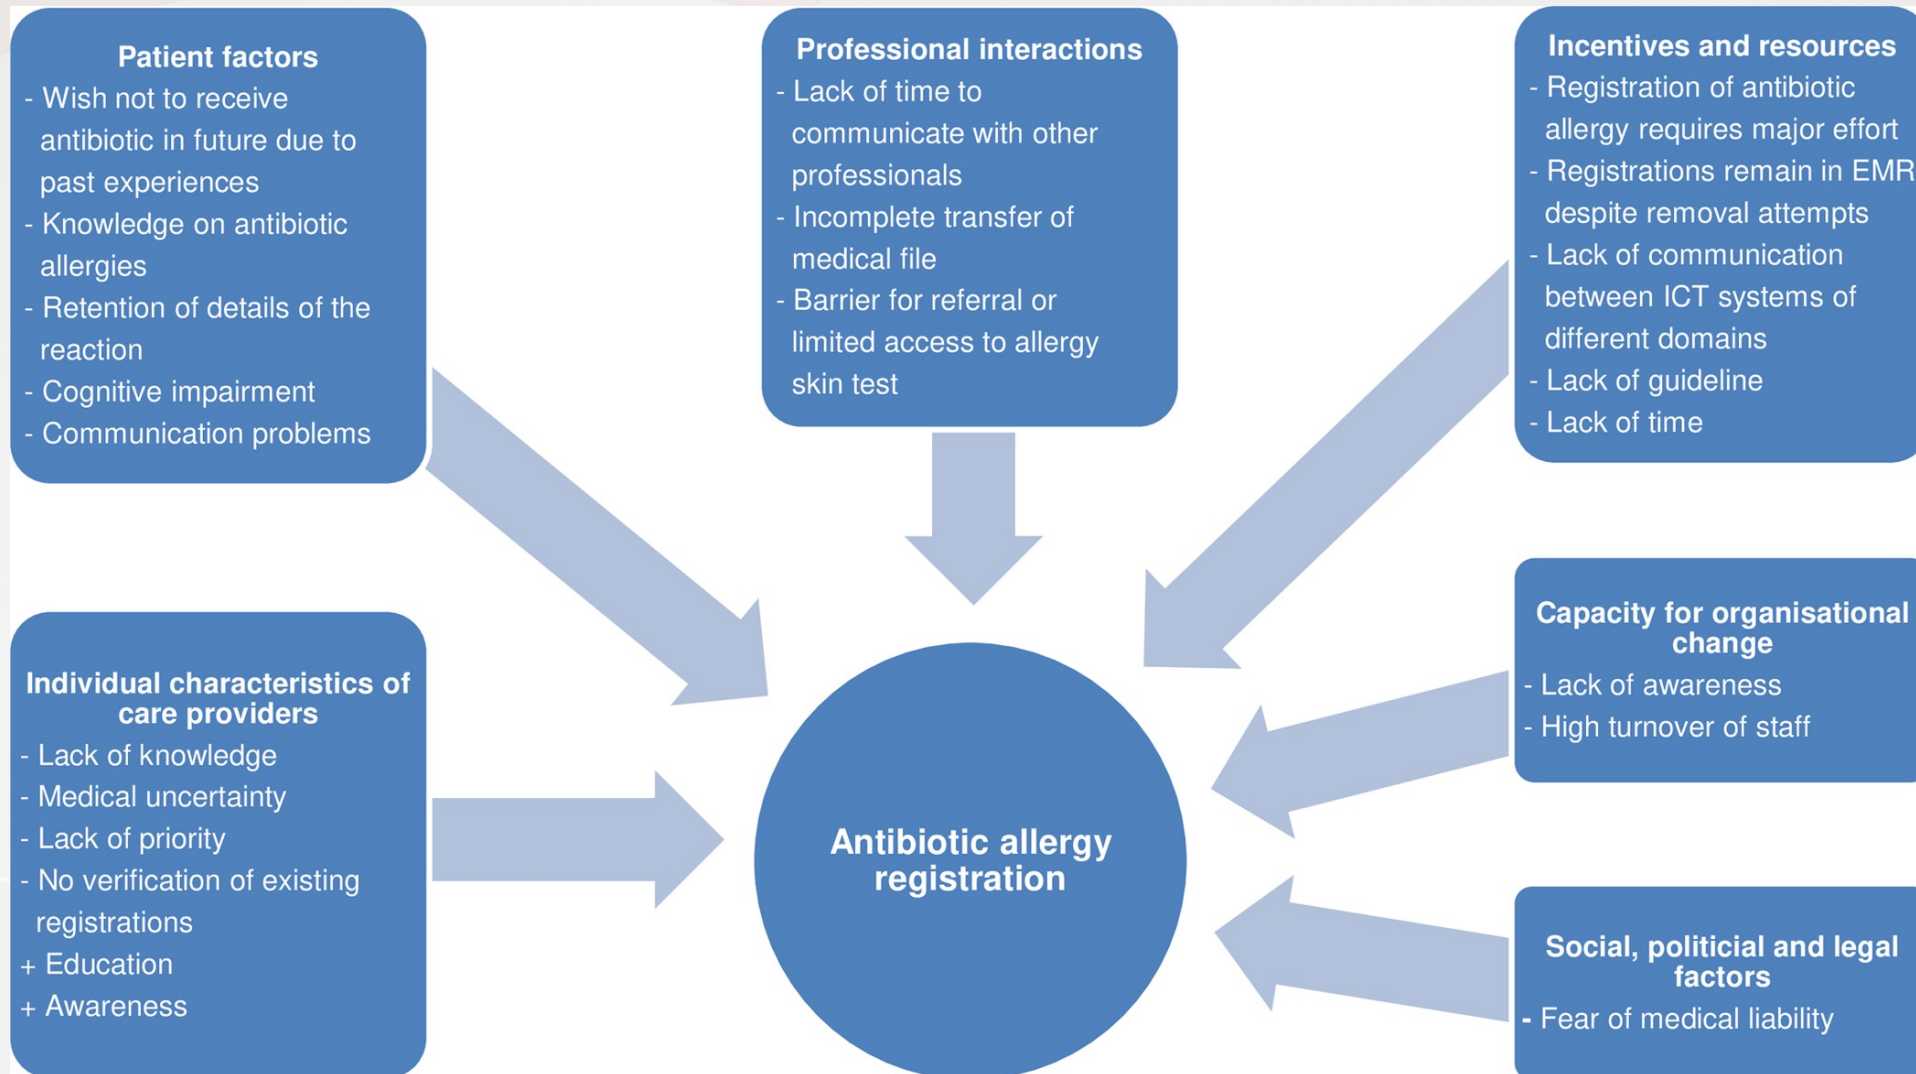 Patient factors
- Wish not to receive
antibiotic in future due to
past experiences
- Knowledge on antibiotic
allergies
- Retention of details of the
reaction
- Cognitive impairment
- Communication problems
Professional interactions
- Lack of time to
communicate with other
professionals
- Incomplete transfer of
medical file
- Barrier for referral or
limited access to allergy
skin test
Incentives and resources
- Registration of antibiotic
allergy requires major effort
- Registrations remain in EMR
despite removal attempts
- Lack of communication
between ICT systems of
different domains
- Lack of guideline
- Lack of time
Individual characteristics of
care providers
- Lack of knowledge
- Medical uncertainty
- Lack of priority
- No verification of existing
registrations
+ Education
+ Awareness
Antibiotic allergy
registration
Capacity for organisational
change
- Lack of awareness
- High turnover of staff
Social, politicial and legal
factors
- Fear of medical liability